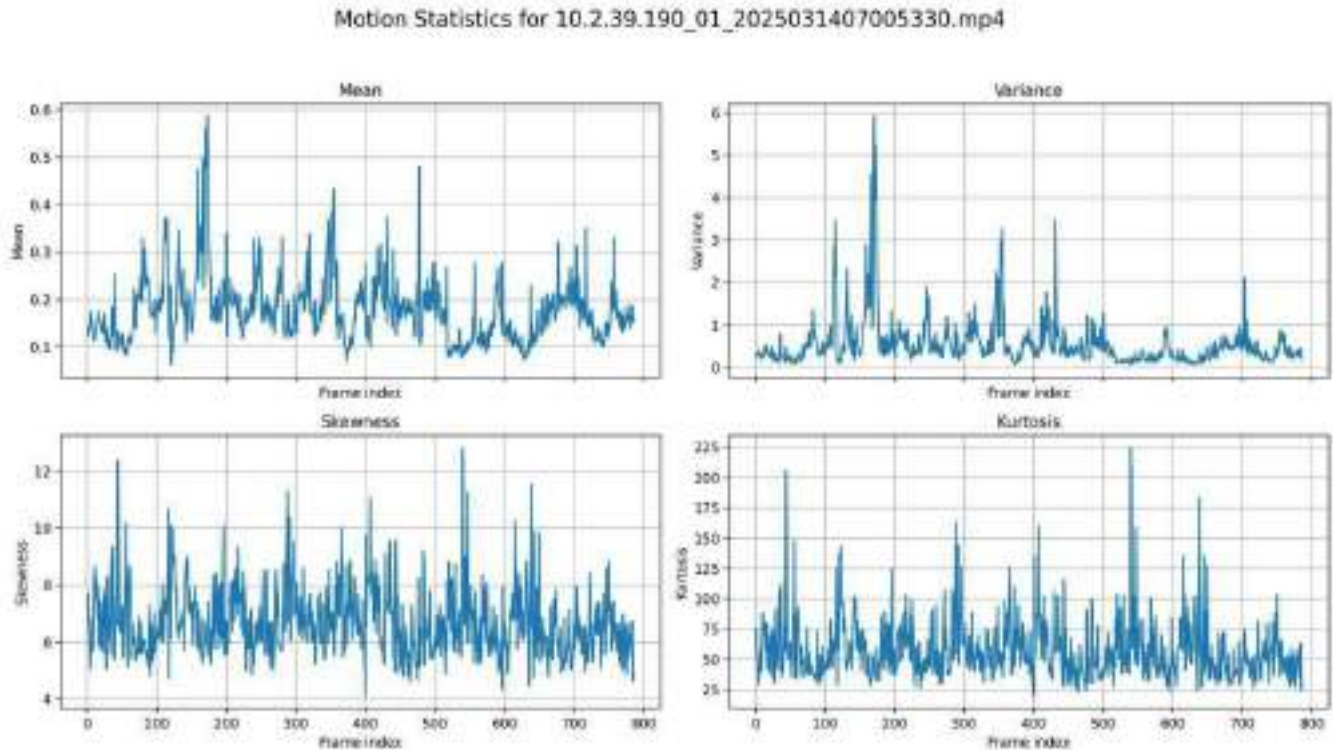 Motion Statistics for 10.2.39.190_01_2025031407005330.mp4
Mean
Variance
0.6
0.5
0.4
0.3
0.2
0.1
Mean
Frame index
6
5
4
3
2
1
0
Variance
Frame index
Skewness
Kurtosis
12
10
8
6
4
Skewness
0 100 200 300 400 500 600 700 800
Frame index
225
200
175
150
125
100
75
50
25
Kurtosis
0 100 200 300 400 500 600 700 800
Frame index